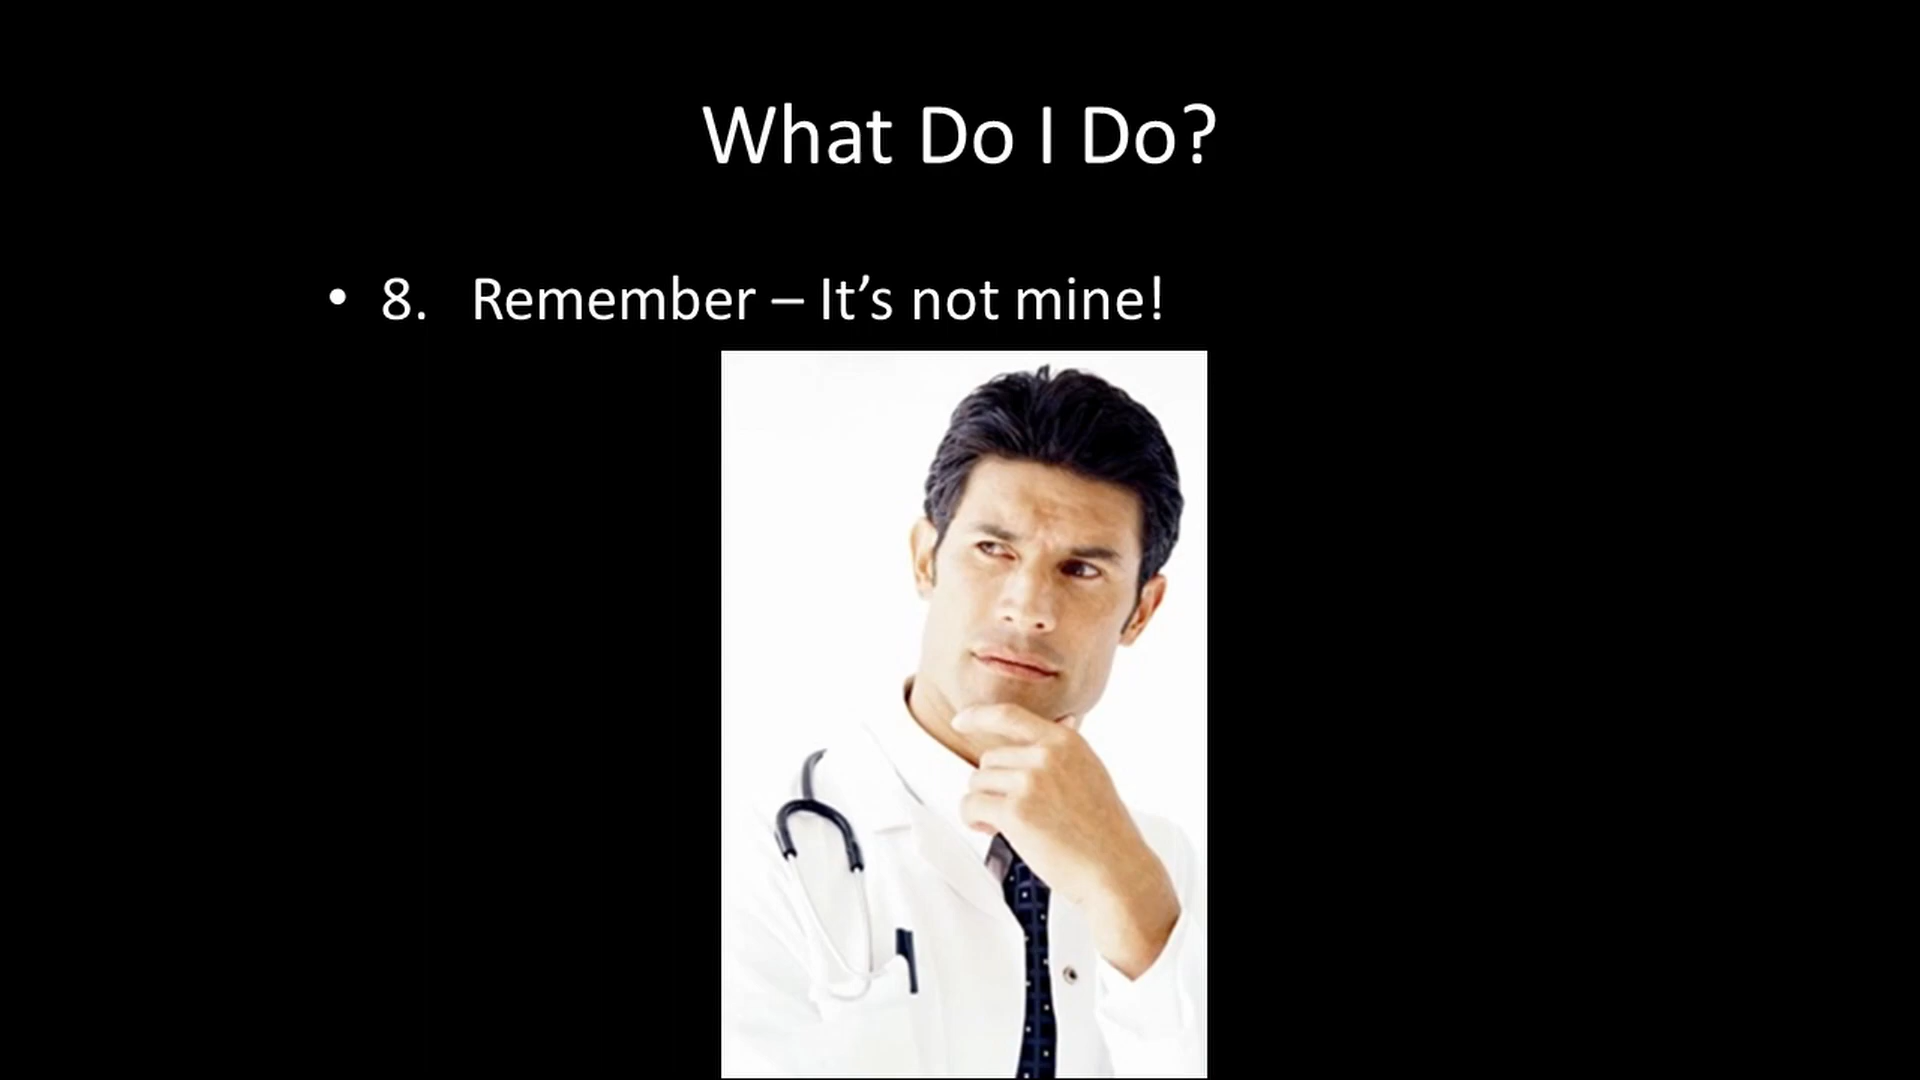 What Do I Do?
• 8. Remember – It’s not mine!